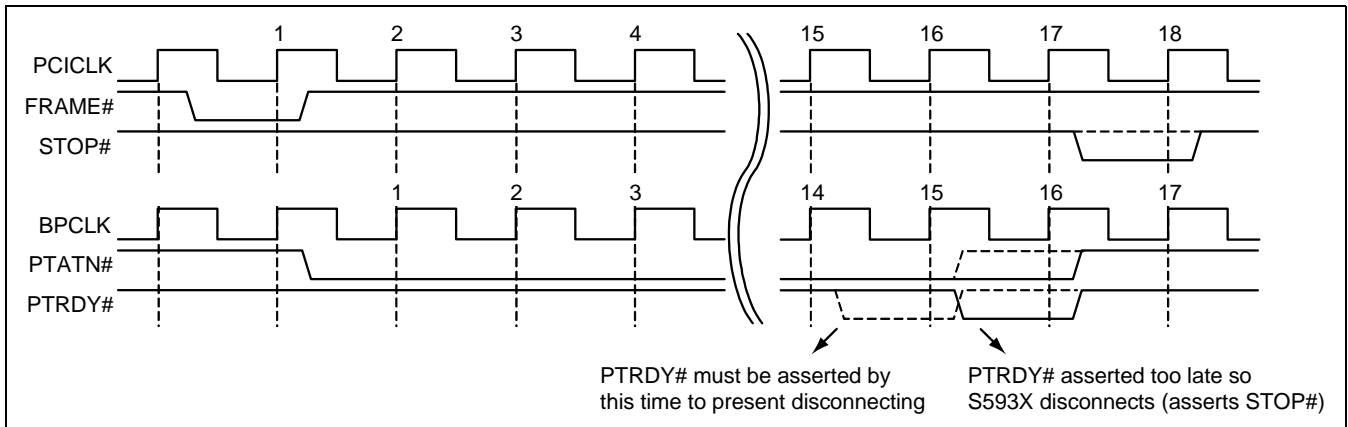 1 2 3 4 15 16 17 18
PCICLK
FRAME#
STOP#
1 2 3 14 15 16 17
BPCLK
PTATN#
PTRDY#
PTRDY# must be asserted by
this time to present disconnecting
PTRDY# asserted too late so
S593X disconnects (asserts STOP#)